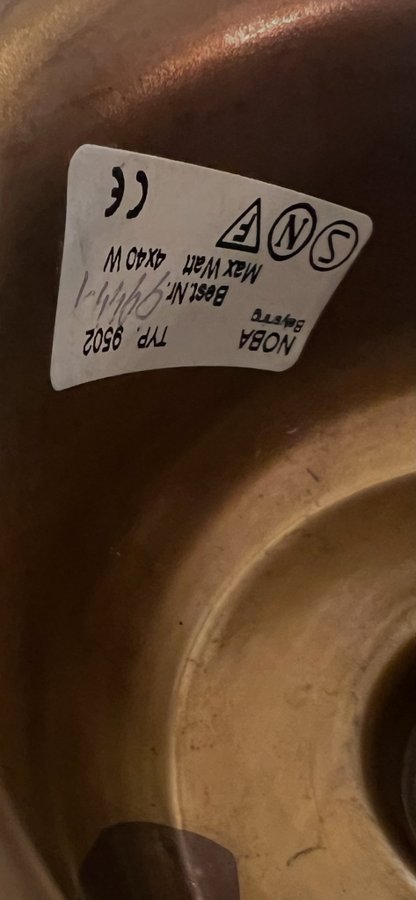 NOBA TYP. 9502
Best.Nr.
Max Watt 4x40 W
S N F CE